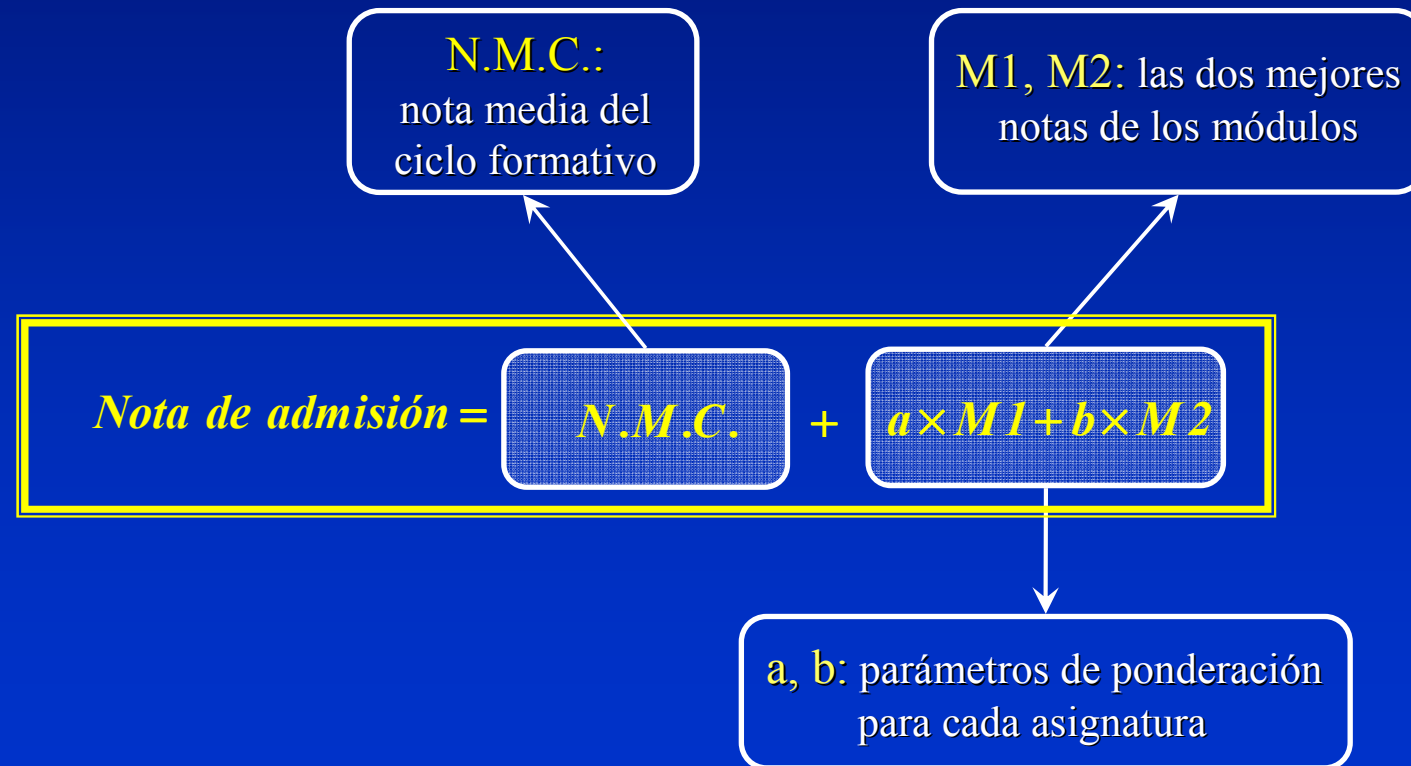 N.M.C.:
nota media del
ciclo formativo
M1, M2: las dos mejores
notas de los módulos
Nota de admisión = N.M.C. + a×M1+b×M2
a, b: parámetros de ponderación
para cada asignatura